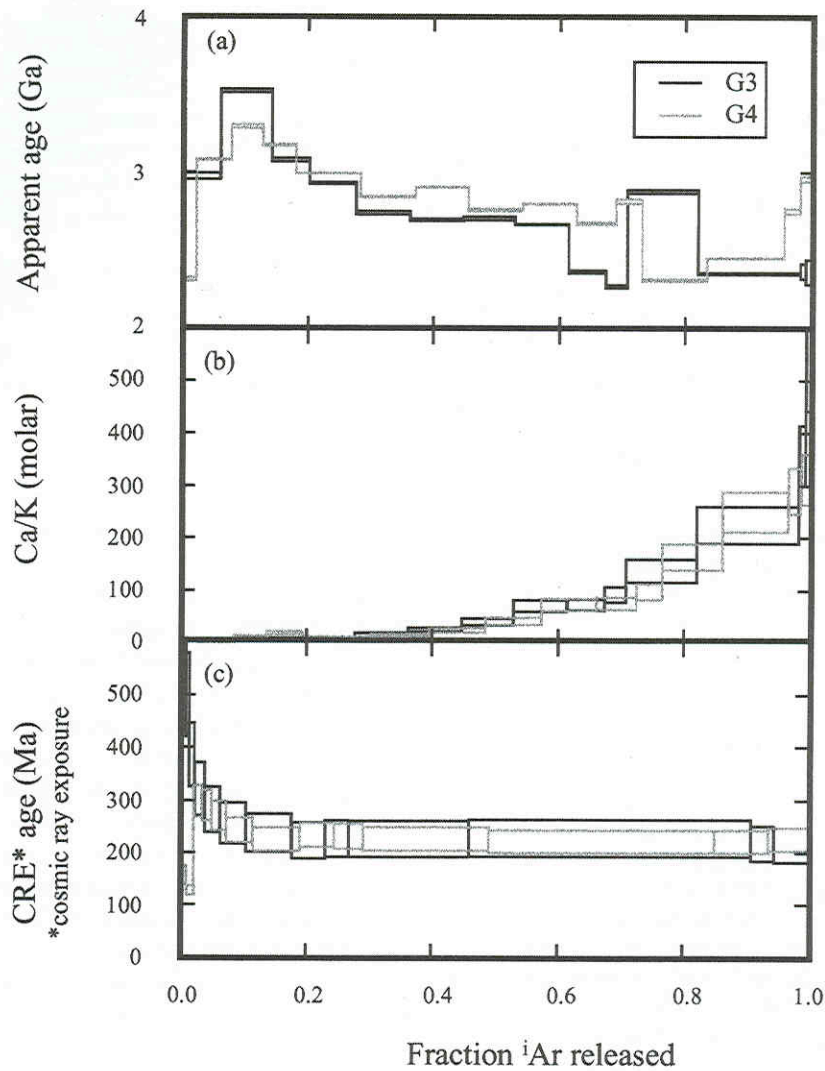 4
(a)
G3
G4
Apparent age (Ga)
3
2
(b)
500
400
Ca/K (molar)
300
200
100
0
(c)
500
CRE* age (Ma)
*cosmic ray exposure
400
300
200
100
0
0.0 0.2 0.4 0.6 0.8 1.0
Fraction ⁱAr released